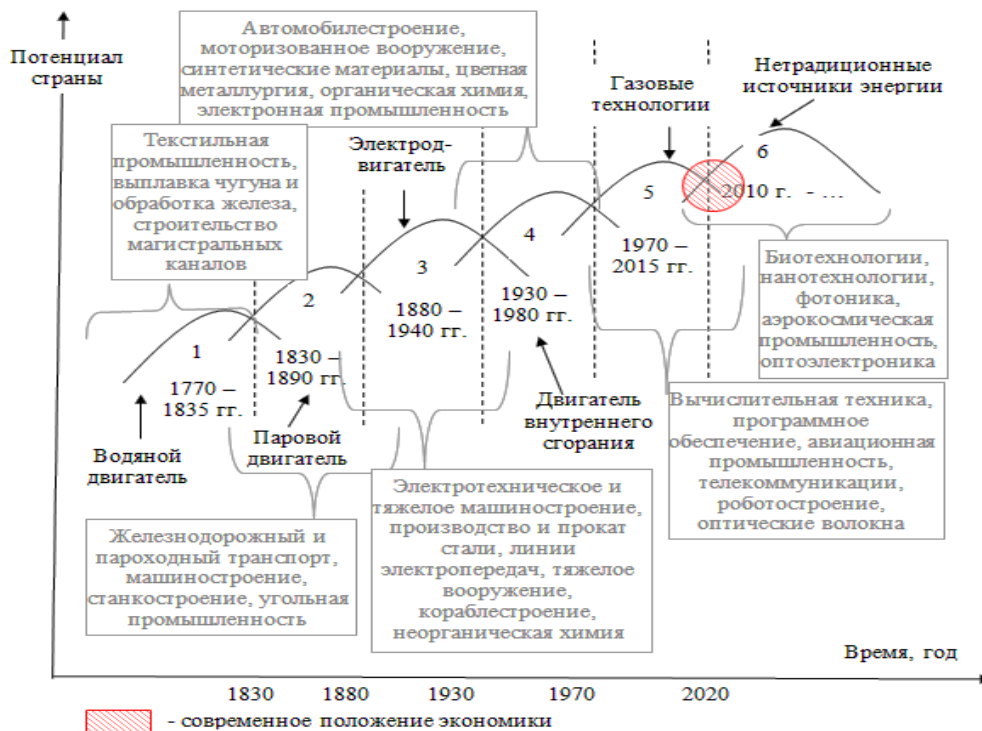 Потенциал
страны
Автомобилестроение,
моторизованное вооружение,
синтетические материалы, цветная
металлургия, органическая химия,
электронная промышленность
Газовые
технологии
Нетрадиционные
источники энергии
Текстильная
промышленность,
выплавка чугуна и
обработка железа,
строительство
магистральных
каналов
Электрод-
вигатель
1
1770 –
1835 гг.
2
1830 –
1890 гг.
3
1880 –
1940 гг.
4
1930 –
1980 гг.
5
1970 –
2015 гг.
6
2010 г. - ...
Водяной
двигатель
Паровой
двигатель
Двигатель
внутреннего
сгорания
Биотехнологии,
нанотехнологии,
фотоника,
аэрокосмическая
промышленность,
оптоэлектроника
Железнодорожный и
пароходный транспорт,
машиностроение,
станкостроение, угольная
промышленность
Электротехническое и
тяжелое машиностроение,
производство и прокат
стали, линии
электропередач, тяжелое
вооружение,
кораблестроение,
неорганическая химия
Вычислительная техника,
программное
обеспечение, авиационная
промышленность,
телекоммуникации,
роботостроение,
оптические волокна
Время, год
1830 1880 1930 1970 2020
- современное положение экономики